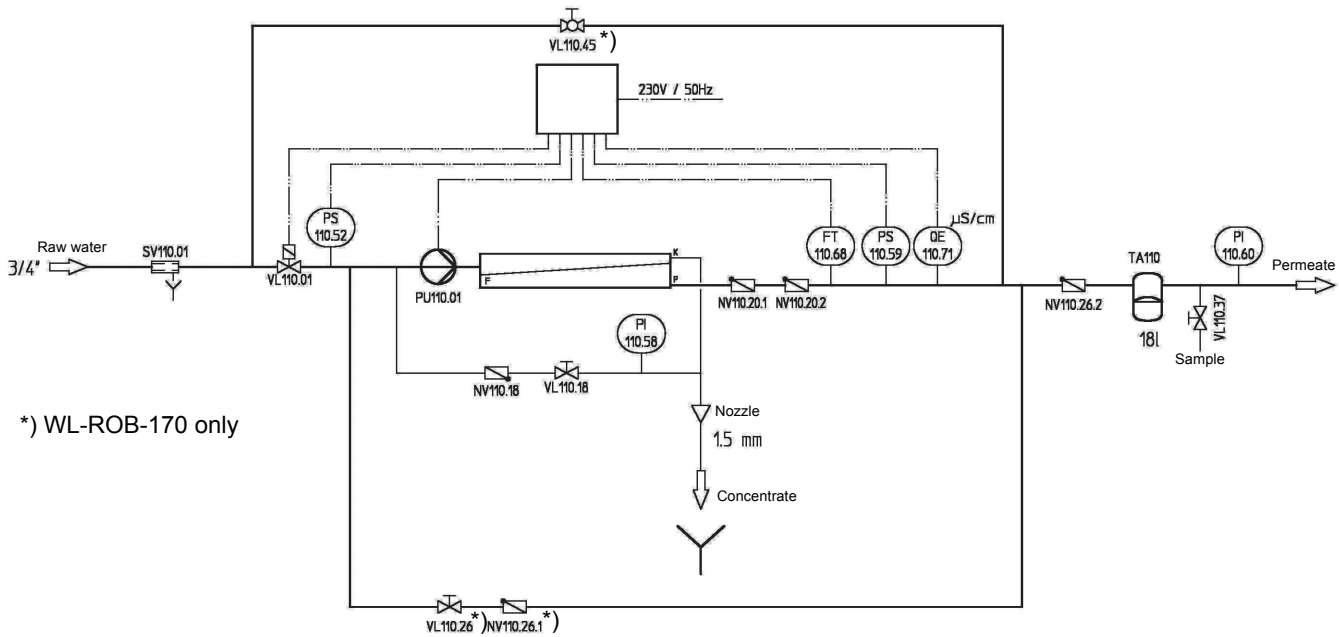 VL110.45 *)
230V / 50Hz
µS/cm
PS
110.52
FT
110.68
PS
110.59
QE
110.71
PI
110.60
3/4" Raw water
SV110.01
VL110.01
PU110.01
F
K
P
NV110.20.1
NV110.20.2
NV110.26.2
TA110
18l
VL110.37
Sample
Permeate
PI
110.58
NV110.18
VL110.18
*) WL-ROB-170 only
Nozzle
1.5 mm
Concentrate
VL110.26 *) NV110.26.1 *)